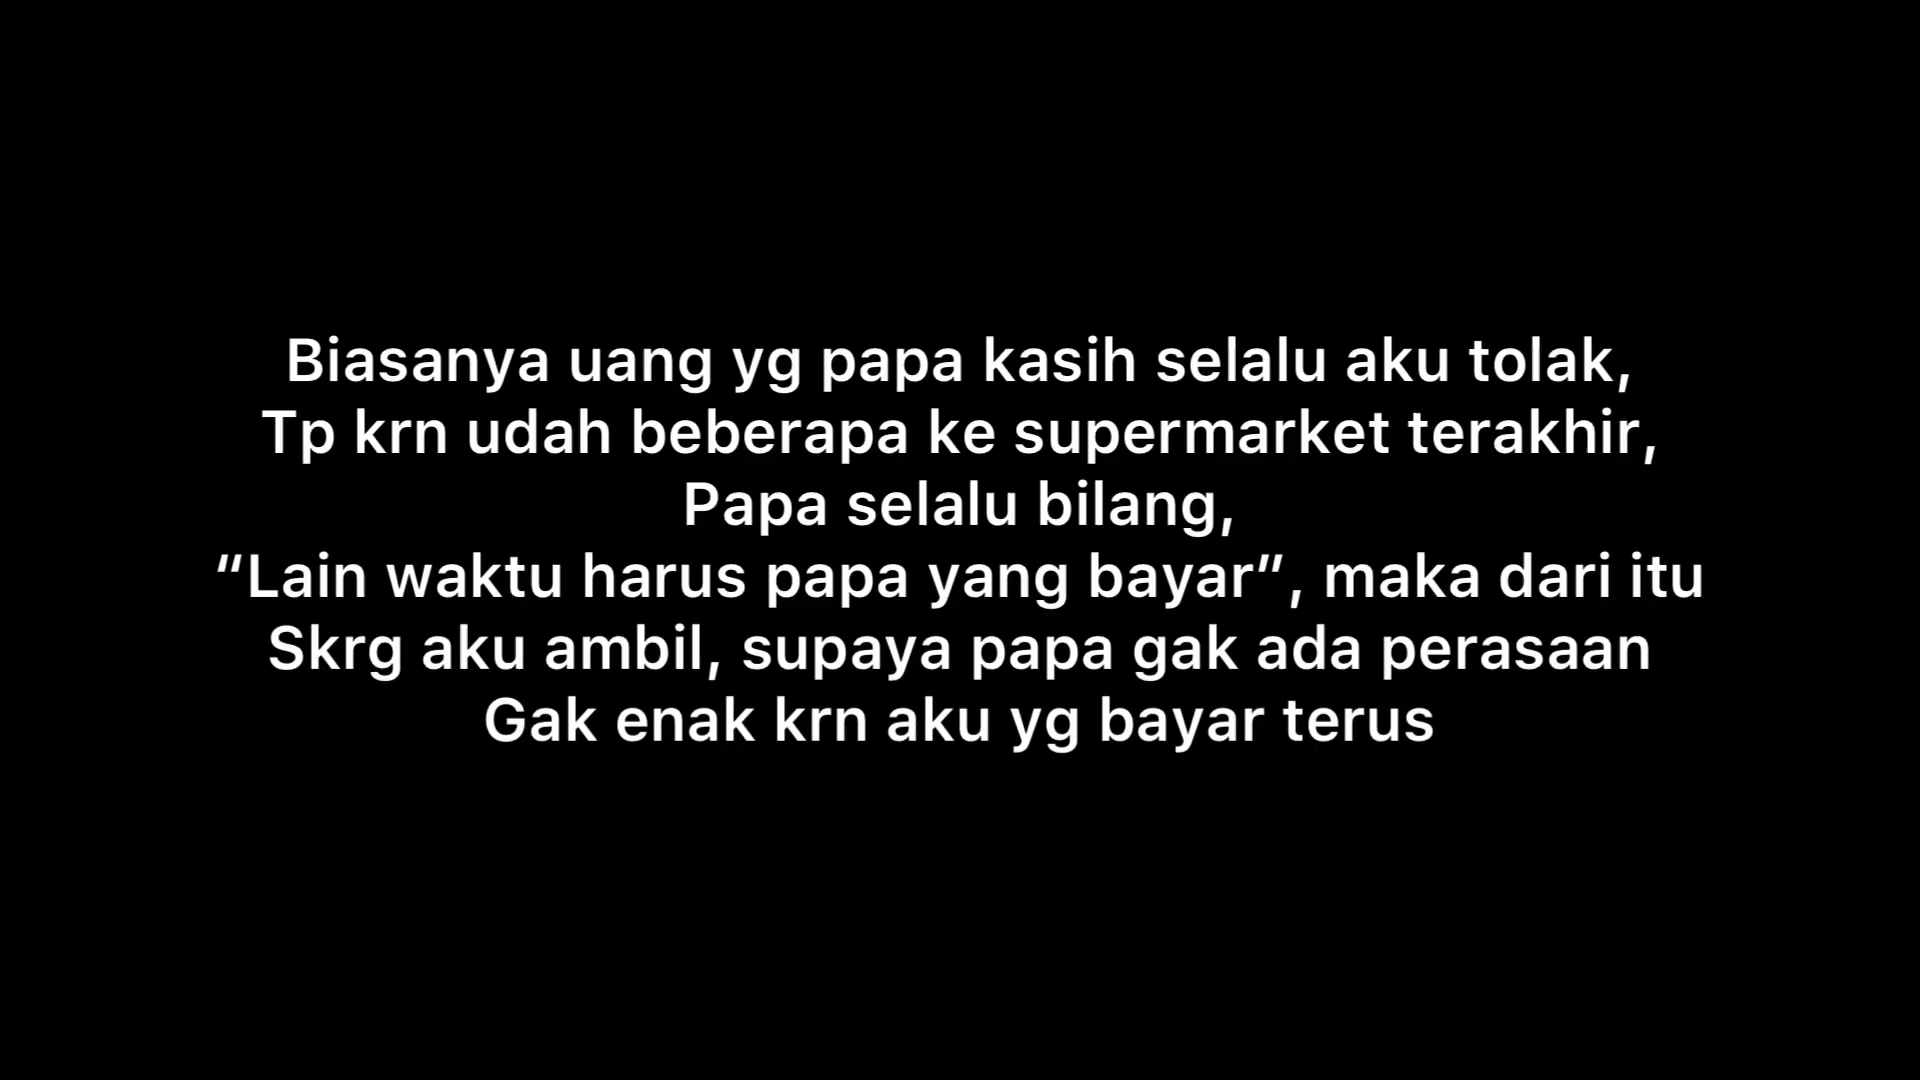 Biasanya uang yg papa kasih selalu aku tolak,
Tp krn udah beberapa ke supermarket terakhir,
Papa selalu bilang,
“Lain waktu harus papa yang bayar”, maka dari itu
Skrg aku ambil, supaya papa gak ada perasaan
Gak enak krn aku yg bayar terus